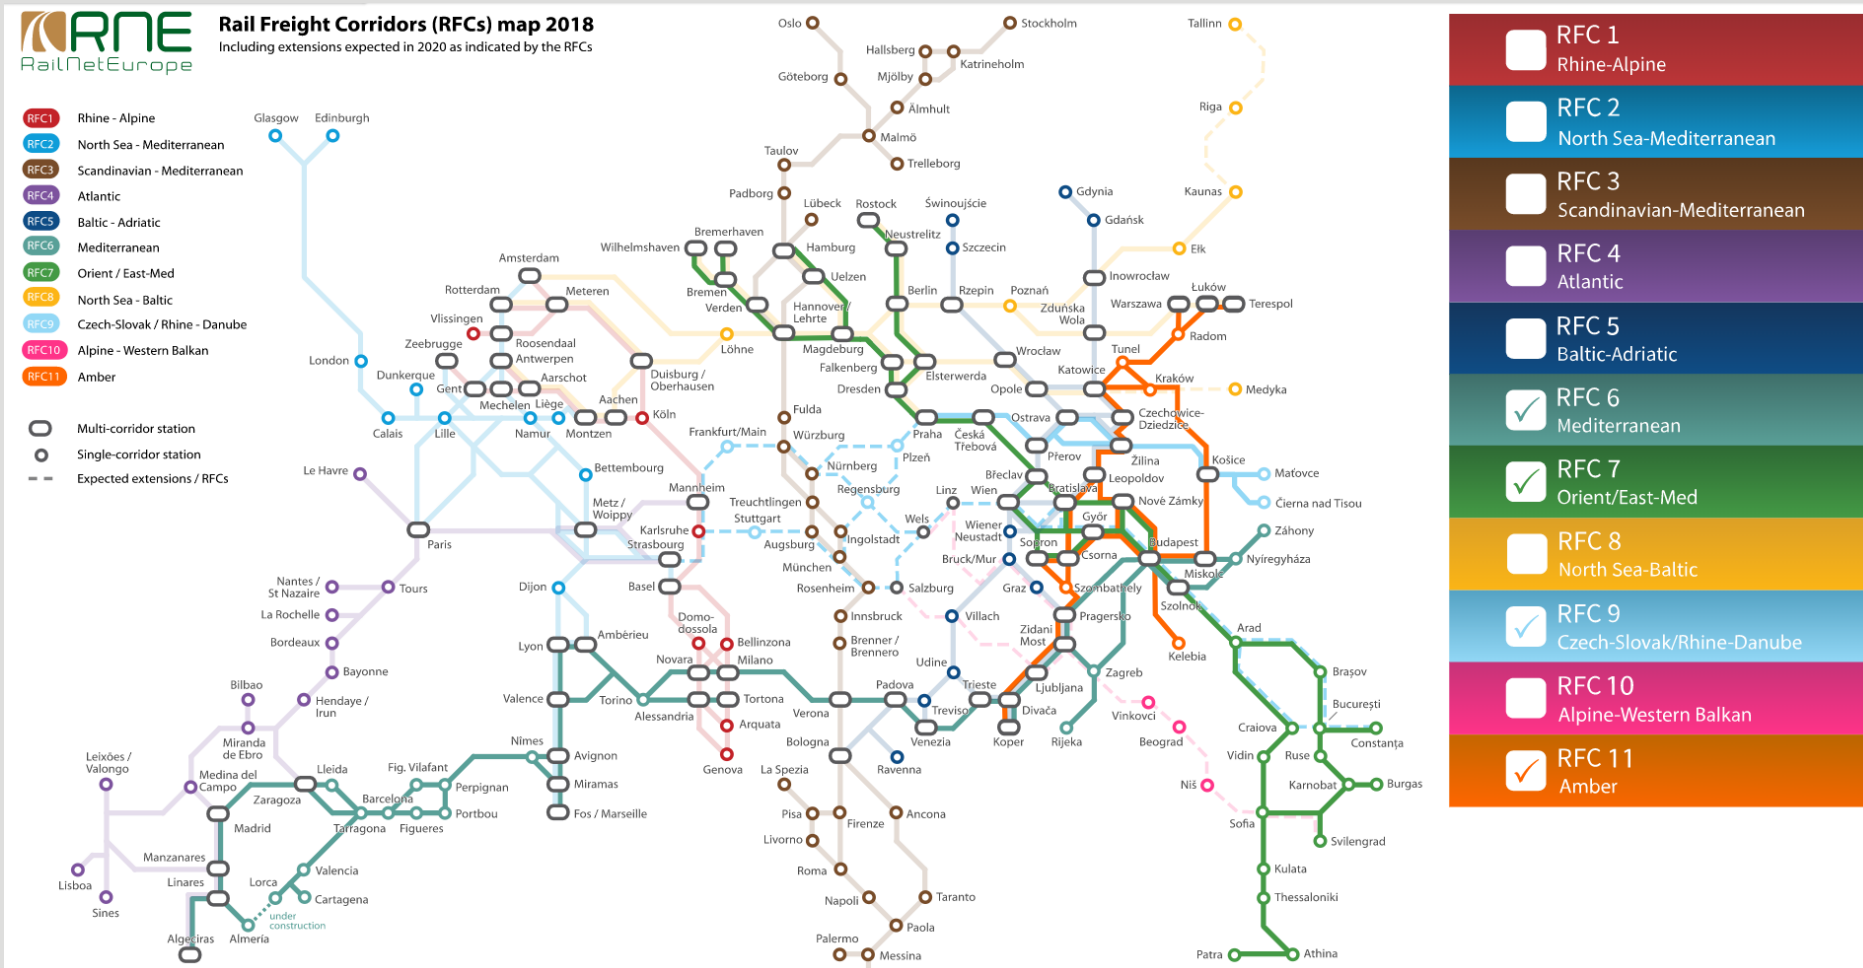 RNE
RailNetEurope
Rail Freight Corridors (RFCs) map 2018
Including extensions expected in 2020 as indicated by the RFCs
RFC1 Rhine - Alpine
RFC2 North Sea - Mediterranean
RFC3 Scandinavian - Mediterranean
RFC4 Atlantic
RFC5 Baltic - Adriatic
RFC6 Mediterranean
RFC7 Orient / East-Med
RFC8 North Sea - Baltic
RFC9 Czech-Slovak / Rhine - Danube
RFC10 Alpine - Western Balkan
RFC11 Amber
Multi-corridor station
Single-corridor station
Expected extensions / RFCs
Oslo
Stockholm
Tallinn
Hallsberg
Katrineholm
Göteborg
Mjölby
Älmhult
Riga
Glasgow
Edinburgh
Malmö
Taulov
Trelleborg
Padborg
Gdynia
Kaunas
Lübeck
Rostock
Świnoujście
Gdańsk
Bremerhaven
Wilhelmshaven
Hamburg
Neustrelitz
Szczecin
Ełk
Amsterdam
Uelzen
Inowrocław
Rotterdam
Meteren
Bremen
Verden
Hannover/
Lehrte
Berlin
Rzepin
Poznań
Zduńska
Wola
Warszawa
Łuków
Terespol
Vlissingen
Roosendaal
Löhne
Magdeburg
Radom
Zeebrugge
Antwerpen
Wrocław
Tunel
London
Dunkerque
Gent
Aarschot
Duisburg /
Oberhausen
Falkenberg
Elsterwerda
Katowice
Kraków
Medyka
Mechelen
Liège
Aachen
Dresden
Opole
Calais
Lille
Namur
Montzen
Köln
Fulda
Praha
Česká
Třebová
Ostrava
Czechowice-
Dziedzice
Frankfurt/Main
Würzburg
Plzeň
Přerov
Žilina
Le Havre
Bettembourg
Nürnberg
Břeclav
Leopoldov
Košice
Maťovce
Mannheim
Treuchtlingen
Regensburg
Linz
Wien
Bratislava
Nové Zámky
Čierna nad Tisou
Metz /
Woippy
Stuttgart
Wels
Győr
Paris
Karlsruhe
Augsburg
Ingolstadt
Wiener
Neustadt
Sopron
Budapest
Záhony
Strasbourg
München
Bruck/Mur
Csorna
Miskolc
Nyíregyháza
Nantes /
St Nazaire
Tours
Dijon
Basel
Rosenheim
Salzburg
Graz
Szombathely
Szolnok
La Rochelle
Domo-
dossola
Innsbruck
Villach
Pragersko
Bordeaux
Lyon
Ambèrieu
Bellinzona
Brenner /
Brennero
Zidani
Most
Kelebia
Arad
Bayonne
Novara
Milano
Udine
Zagreb
Braşov
Bilbao
Hendaye /
Irun
Valence
Torino
Alessandria
Tortona
Verona
Padova
Treviso
Trieste
Ljubljana
Divača
Vinkovci
Bucureşti
Miranda
de Ebro
Nîmes
Arquata
Bologna
Venezia
Koper
Rijeka
Beograd
Craiova
Constanţa
Leixões /
Valongo
Avignon
Genova
Ravenna
Vidin
Ruse
Medina del
Campo
Lleida
Fig. Vilafant
Perpignan
Miramas
La Spezia
Niš
Karnobat
Burgas
Zaragoza
Barcelona
Madrid
Tarragona
Figueres
Portbou
Fos / Marseille
Pisa
Firenze
Ancona
Sofia
Livorno
Svilengrad
Manzanares
Valencia
Roma
Kulata
Lisboa
Linares
Lorca
Cartagena
Napoli
Taranto
Thessaloniki
Sines
under
construction
Algeciras
Almería
Paola
Palermo
Messina
Patra
Athina
RFC 1
Rhine-Alpine
RFC 2
North Sea-Mediterranean
RFC 3
Scandinavian-Mediterranean
RFC 4
Atlantic
RFC 5
Baltic-Adriatic
RFC 6
Mediterranean
RFC 7
Orient/East-Med
RFC 8
North Sea-Baltic
RFC 9
Czech-Slovak/Rhine-Danube
RFC 10
Alpine-Western Balkan
RFC 11
Amber